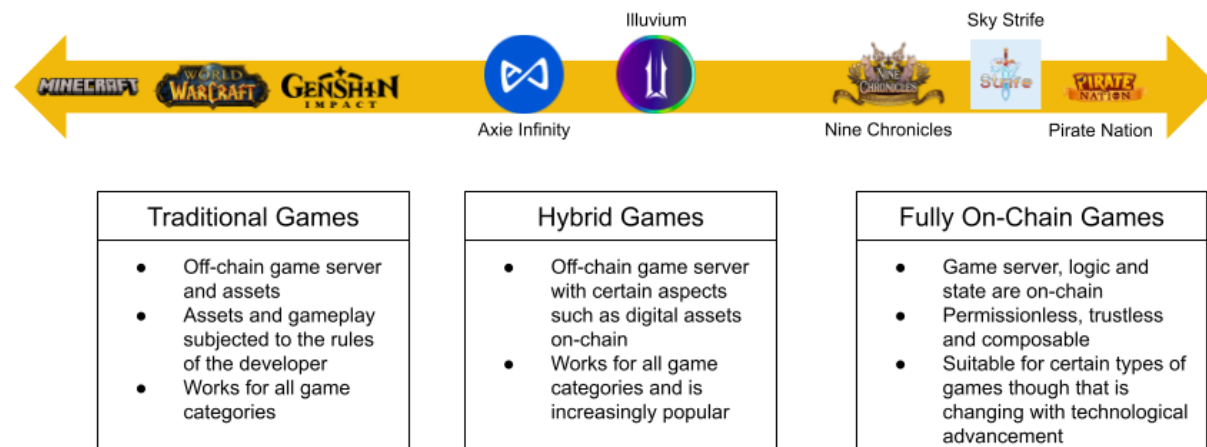 Illuvium
Sky Strife
MINECRAFT
WORLD
WARCRAFT
GENSHIN
IMPACT
NINE
CHRONICLES
Strife
PIRATE
NATION
Axie Infinity
Nine Chronicles
Pirate Nation
Traditional Games
● Off-chain game server
and assets
● Assets and gameplay
subjected to the rules
of the developer
● Works for all game
categories
Hybrid Games
● Off-chain game server
with certain aspects
such as digital assets
on-chain
● Works for all game
categories and is
increasingly popular
Fully On-Chain Games
● Game server, logic and
state are on-chain
● Permissionless, trustless
and composable
● Suitable for certain types of
games though that is
changing with technological
advancement